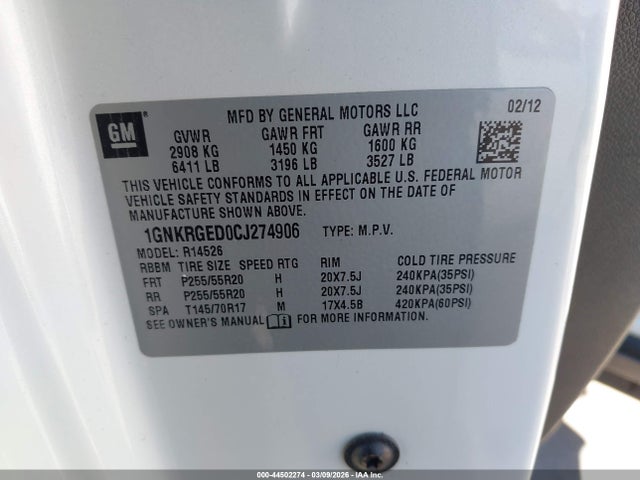 MFD BY GENERAL MOTORS LLC 02/12
GM
GVWR GAWR FRT GAWR RR
2908 KG 1450 KG 1600 KG
6411 LB 3196 LB 3527 LB
THIS VEHICLE CONFORMS TO ALL APPLICABLE U.S. FEDERAL MOTOR
VEHICLE SAFETY STANDARDS IN EFFECT ON THE DATE OF
MANUFACTURE SHOWN ABOVE.
1GNKRGED0CJ274906 TYPE: M.P.V.
MODEL: R14526
RBBM TIRE SIZE SPEED RTG RIM COLD TIRE PRESSURE
FRT P255/55R20 H 20X7.5J 240KPA(35PSI)
RR P255/55R20 H 20X7.5J 240KPA(35PSI)
SPA T145/70R17 M 17X4.5B 420KPA(60PSI)
SEE OWNER'S MANUAL FOR MORE INFORMATION.
000-44502274 - 03/09/2026 - IAA Inc.